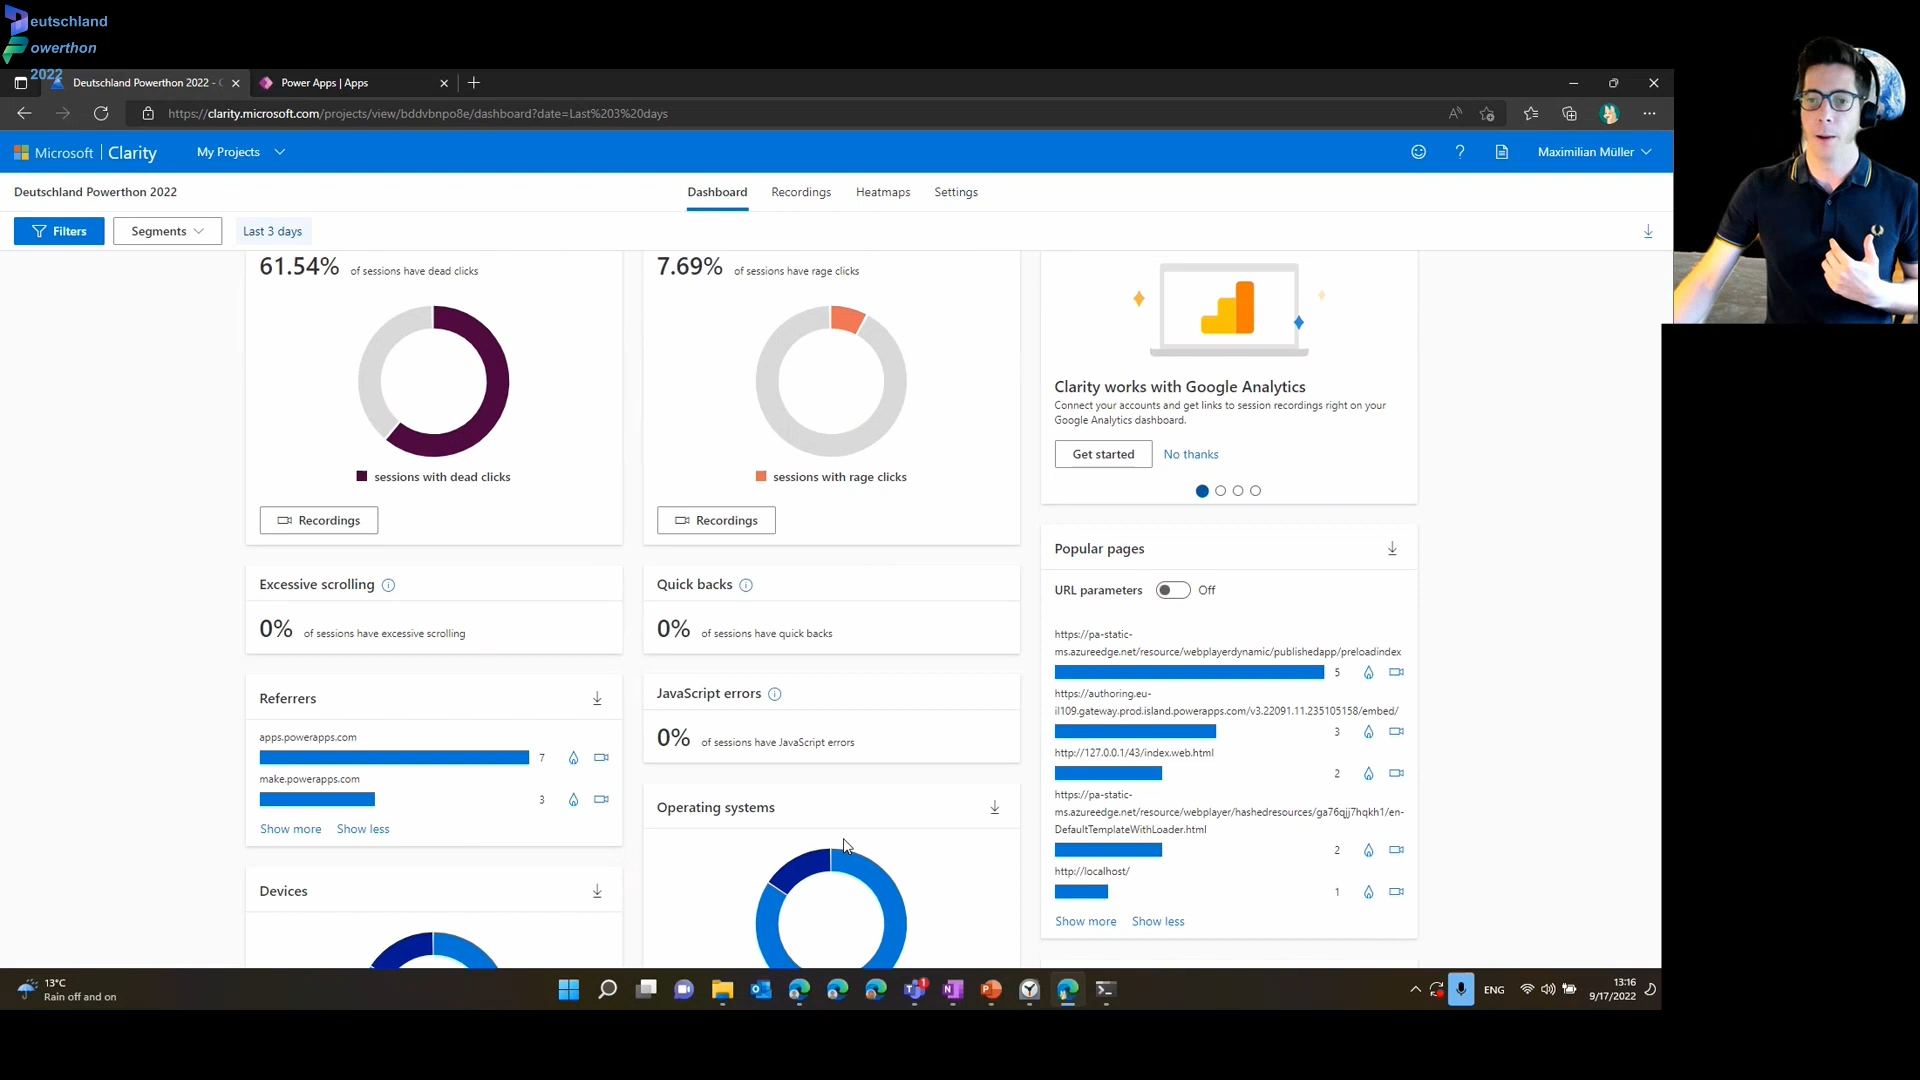 Deutschland
Powerthon
2022
Deutschland Powerthon 2022 - C
Power Apps | Apps
https://clarity.microsoft.com/projects/view/bddvbnpo8e/dashboard?date=Last%203%20days
Microsoft | Clarity
My Projects
Maximilian Müller
Deutschland Powerthon 2022
Dashboard
Recordings
Heatmaps
Settings
Filters
Segments
Last 3 days
61.54% of sessions have dead clicks
sessions with dead clicks
Recordings
7.69% of sessions have rage clicks
sessions with rage clicks
Recordings
Clarity works with Google Analytics
Connect your accounts and get links to session recordings right on your
Google Analytics dashboard.
Get started
No thanks
Excessive scrolling
0% of sessions have excessive scrolling
Quick backs
0% of sessions have quick backs
Referrers
apps.powerapps.com
7
make.powerapps.com
3
Show more Show less
JavaScript errors
0% of sessions have JavaScript errors
Operating systems
Devices
Popular pages
URL parameters Off
https://pa-static-
ms.azureedge.net/resource/webplayerdynamic/publishedapp/preloadindex
5
https://authoring.eu-
il109.gateway.prod.island.powerapps.com/v3.22091.11.235105158/embed/
3
http://127.0.0.1/43/index.web.html
2
https://pa-static-
ms.azureedge.net/resource/webplayer/hashedresources/ga76qjj7hqkh1/en-
DefaultTemplateWithLoader.html
2
http://localhost/
1
Show more Show less
13°C
Rain off and on
ENG
13:16
9/17/2022